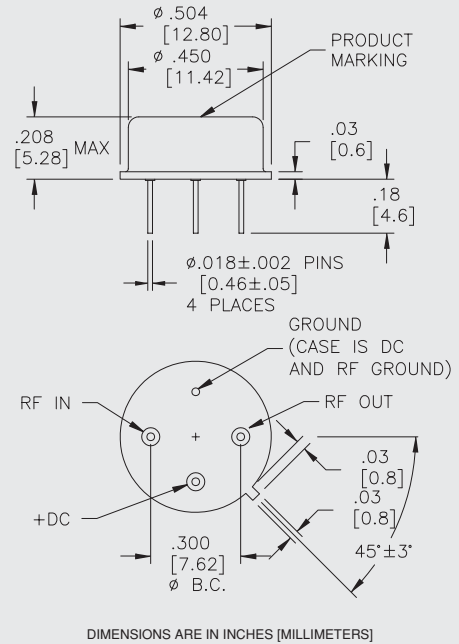 ø .504
[12.80]
ø .450
[11.42]
PRODUCT
MARKING
.208
[5.28] MAX
.03
[0.6]
.18
[4.6]
ø.018±.002 PINS
[0.46±.05]
4 PLACES
GROUND
(CASE IS DC
AND RF GROUND)
RF IN
RF OUT
.03
[0.8]
.03
[0.8]
+DC
.300
[7.62]
ø B.C.
45°±3°
DIMENSIONS ARE IN INCHES [MILLIMETERS]